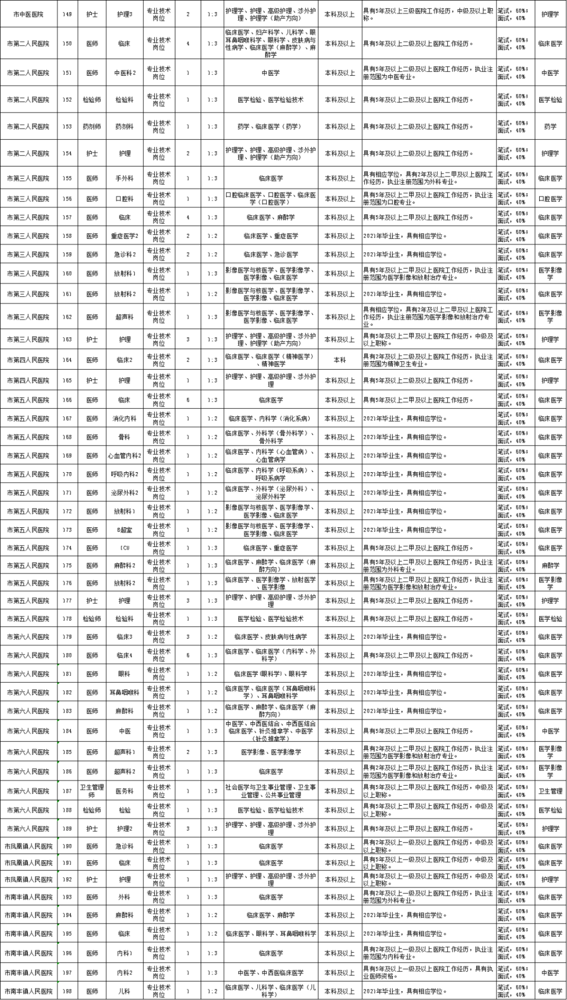 市中医医院 149 护士 护理3 专业技术岗位 2 1:3 护理学、护理、高级护理、涉外护理、护理学（助产方向） 本科及以上 具有5年及以上三级医院工作经历，中级及以上职称。 笔试，60%；面试，40% 护理学
市第二人民医院 150 医师 临床 专业技术岗位 4 1:3 临床医学、妇产科学、儿科学、眼耳鼻咽喉科学、眼科学、皮肤病与性病学、临床医学（麻醉学）、麻醉学 本科及以上 具有5年及以上二级及以上医院工作经历。 笔试，60%；面试，40% 临床医学
市第二人民医院 151 医师 中医科2 专业技术岗位 1 1:3 中医学 本科及以上 具有5年及以上二级及以上医院工作经历，执业注册范围为中医专业。 笔试，60%；面试，40% 中医学
市第二人民医院 152 检验师 检验科 专业技术岗位 1 1:3 医学检验、医学检验技术 本科及以上 具有5年及以上二级及以上医院工作经历。 笔试，60%；面试，40% 医学检验
市第二人民医院 153 药剂师 药剂科 专业技术岗位 1 1:3 药学、临床医学（药学） 本科及以上 具有5年及以上二级及以上医院工作经历。 笔试，60%；面试，40% 药学
市第二人民医院 154 护士 护理 专业技术岗位 2 1:3 护理学、护理、高级护理、涉外护理、护理学（助产方向） 本科及以上 具有5年及以上二级及以上医院工作经历。 笔试，60%；面试，40% 护理学
市第三人民医院 155 医师 手外科 专业技术岗位 1 1:3 临床医学 本科及以上 具有相应学位，具有2年及以上二甲及以上医院工作经历，执业注册范围为外科专业。 笔试，60%；面试，40% 临床医学
市第三人民医院 156 医师 口腔科 专业技术岗位 1 1:3 口腔临床医学、口腔医学、临床医学（口腔医学） 本科及以上 具有5年及以上二甲及以上医院工作经历，执业注册范围为口腔专业。 笔试，60%；面试，40% 口腔医学
市第三人民医院 157 医师 临床 专业技术岗位 4 1:3 临床医学、麻醉学 本科及以上 具有5年及以上二甲及以上医院工作经历。 笔试，60%；面试，40% 临床医学
市第三人民医院 158 医师 重症医学2 专业技术岗位 2 1:2 临床医学、重症医学 本科及以上 2021年毕业生，具有相应学位。 笔试，60%；面试，40% 临床医学
市第三人民医院 159 医师 急诊科2 专业技术岗位 2 1:2 临床医学、急诊医学 本科及以上 2021年毕业生，具有相应学位。 笔试，60%；面试，40% 临床医学
市第三人民医院 160 医师 放射科1 专业技术岗位 1 1:3 影像医学与核医学、医学影像学、医学影像、临床医学 本科及以上 具有5年及以上二甲及以上医院工作经历，执业注册范围为医学影像和放射治疗专业。 笔试，60%；面试，40% 医学影像学
市第三人民医院 161 医师 放射科2 专业技术岗位 1 1:2 影像医学与核医学、医学影像学、医学影像、临床医学 本科及以上 2021年毕业生，具有相应学位。 笔试，60%；面试，40% 临床医学
市第三人民医院 162 医师 超声科 专业技术岗位 1 1:3 影像医学与核医学、医学影像学、医学影像、临床医学 本科及以上 具有相应学位，具有2年及以上二甲及以上医院工作经历，执业注册范围为医学影像和放射治疗专业。 笔试，60%；面试，40% 医学影像学
市第三人民医院 163 护士 护理 专业技术岗位 3 1:3 护理学、护理、高级护理、涉外护理、护理学（助产方向） 本科及以上 具有5年及以上二甲及以上医院工作经历，中级及以上职称。 笔试，60%；面试，40% 护理学
市第四人民医院 164 医师 临床2 专业技术岗位 2 1:3 临床医学、临床医学（精神医学）、精神医学 本科 具有2年及以上二级及以上医院工作经历，执业注册范围为精神卫生专业。 笔试，60%；面试，40% 临床医学
市第四人民医院 165 护士 护理 专业技术岗位 1 1:3 护理学、护理、高级护理、涉外护理 本科及以上 具有5年及以上二级及以上医院工作经历。 笔试，60%；面试，40% 护理学
市第五人民医院 166 医师 临床 专业技术岗位 6 1:3 临床医学 本科及以上 具有5年及以上二甲及以上医院工作经历。 笔试，60%；面试，40% 临床医学
市第五人民医院 167 医师 消化内科 专业技术岗位 1 1:2 临床医学、内科学（消化系病） 本科及以上 2021年毕业生，具有相应学位。 笔试，60%；面试，40% 临床医学
市第五人民医院 168 医师 骨科 专业技术岗位 1 1:2 临床医学、外科学（骨外科学）、骨外科学 本科及以上 2021年毕业生，具有相应学位。 笔试，60%；面试，40% 临床医学
市第五人民医院 169 医师 心血管内科2 专业技术岗位 1 1:2 临床医学、内科学（心血管病）、心血管病学 本科及以上 2021年毕业生，具有相应学位。 笔试，60%；面试，40% 临床医学
市第五人民医院 170 医师 呼吸内科2 专业技术岗位 1 1:2 临床医学、内科学（呼吸系病）、呼吸系病学 本科及以上 2021年毕业生，具有相应学位。 笔试，60%；面试，40% 临床医学
市第五人民医院 171 医师 泌尿外科2 专业技术岗位 1 1:2 临床医学、外科学（泌尿外科）、泌尿外科学 本科及以上 2021年毕业生，具有相应学位。 笔试，60%；面试，40% 临床医学
市第五人民医院 172 医师 放射科1 专业技术岗位 1 1:2 影像医学与核医学、医学影像学、医学影像、临床医学 本科及以上 2021年毕业生，具有相应学位。 笔试，60%；面试，40% 临床医学
市第五人民医院 173 医师 B超室 专业技术岗位 1 1:2 影像医学与核医学、医学影像学、医学影像、临床医学 本科及以上 2021年毕业生，具有相应学位。 笔试，60%；面试，40% 临床医学
市第五人民医院 174 医师 ICU 专业技术岗位 1 1:3 临床医学、重症医学 本科及以上 具有5年及以上二甲及以上医院工作经历。 笔试，60%；面试，40% 临床医学
市第五人民医院 175 医师 麻醉科2 专业技术岗位 1 1:3 临床医学、麻醉学、临床医学（麻醉方向） 本科及以上 具有5年及以上二甲及以上医院工作经历，执业注册范围为外科专业。 笔试，60%；面试，40% 麻醉学
市第五人民医院 176 医师 放射科2 专业技术岗位 1 1:3 临床医学、医学影像学、放射医学、医学影像 本科及以上 具有5年及以上二甲及以上医院工作经历，执业注册范围为医学影像和放射治疗专业。 笔试，60%；面试，40% 医学影像学
市第五人民医院 177 护士 护理 专业技术岗位 3 1:3 护理学、护理、高级护理、涉外护理 本科及以上 具有5年及以上二甲及以上医院工作经历。 笔试，60%；面试，40% 护理学
市第五人民医院 178 检验师 检验科 专业技术岗位 1 1:3 医学检验、医学检验技术 本科及以上 具有5年及以上二甲及以上医院工作经历。 笔试，60%；面试，40% 医学检验
市第六人民医院 179 医师 临床3 专业技术岗位 3 1:2 临床医学、皮肤病与性病学 本科及以上 2021年毕业生，具有相应学位。 笔试，60%；面试，40% 临床医学
市第六人民医院 180 医师 临床4 专业技术岗位 6 1:3 临床医学、临床医学（内科学、外科学） 本科及以上 具有5年及以上二甲及以上医院工作经历。 笔试，60%；面试，40% 临床医学
市第六人民医院 181 医师 眼科 专业技术岗位 1 1:2 临床医学(眼科学)、眼科学 本科及以上 2021年毕业生，具有相应学位。 笔试，60%；面试，40% 临床医学
市第六人民医院 182 医师 耳鼻咽喉科 专业技术岗位 1 1:2 临床医学、临床医学（耳鼻咽喉科学）、耳鼻咽喉科学 本科及以上 2021年毕业生，具有相应学位。 笔试，60%；面试，40% 临床医学
市第六人民医院 183 医师 麻醉科 专业技术岗位 1 1:2 临床医学、麻醉学、临床医学（麻醉方向） 本科及以上 2021年毕业生，具有相应学位。 笔试，60%；面试，40% 临床医学
市第六人民医院 184 医师 中医 专业技术岗位 1 1:3 中医学、中西医结合、中西医结合临床医学、针灸推拿学、中医学（针灸推拿学） 本科及以上 具有5年及以上二甲及以上医院工作经历。 笔试，60%；面试，40% 中医学
市第六人民医院 185 医师 超声科1 专业技术岗位 2 1:3 医学影像、医学影像学 本科及以上 具有2年及以上二甲及以上医院工作经历，执业注册范围为医学影像和放射治疗专业。 笔试，60%；面试，40% 医学影像学
市第六人民医院 186 医师 超声科2 专业技术岗位 1 1:3 临床医学 本科及以上 具有2年及以上二甲及以上医院工作经历，执业注册范围为医学影像和放射治疗专业。 笔试，60%；面试，40% 医学影像学
市第六人民医院 187 卫生管理师 医务科 专业技术岗位 1 1:3 社会医学与卫生事业管理、卫生事业管理、公共事业管理 本科及以上 具有5年及以上二甲及以上医院工作经历，中级及以上职称。 笔试，60%；面试，40% 卫生管理
市第六人民医院 188 检验师 检验 专业技术岗位 1 1:3 医学检验、医学检验技术 本科及以上 具有5年及以上二甲及以上医院工作经历，中级及以上职称。 笔试，60%；面试，40% 医学检验
市第六人民医院 189 护士 护理2 专业技术岗位 3 1:3 护理学、护理、高级护理、涉外护理 本科及以上 具有5年及以上二甲及以上医院工作经历。 笔试，60%；面试，40% 护理学
市凤凰镇人民医院 190 医师 急诊科 专业技术岗位 1 1:3 临床医学 本科及以上 具有2年及以上一级及以上医院工作经历，中级及以上职称。 笔试，60%；面试，40% 临床医学
市凤凰镇人民医院 191 医师 临床 专业技术岗位 1 1:3 临床医学 本科及以上 具有5年及以上一级及以上医院工作经历，中级及以上职称。 笔试，60%；面试，40% 临床医学
市凤凰镇人民医院 192 护士 护理 专业技术岗位 1 1:3 护理学、护理、高级护理、涉外护理 本科及以上 具有5年及以上一级及以上医院工作经历，中级及以上职称。 笔试，60%；面试，40% 护理学
市南丰镇人民医院 193 医师 外科 专业技术岗位 1 1:3 临床医学 本科及以上 具有2年及以上一级及以上医院工作经历，执业注册范围为外科专业。 笔试，60%；面试，40% 临床医学
市南丰镇人民医院 194 医师 麻醉科 专业技术岗位 1 1:2 临床医学、麻醉学 本科及以上 2021年毕业生，具有相应学位。 笔试，60%；面试，40% 临床医学
市南丰镇人民医院 195 医师 临床 专业技术岗位 1 1:2 临床医学、眼科学、耳鼻咽喉科学 本科及以上 2021年毕业生，具有相应学位。 笔试，60%；面试，40% 临床医学
市南丰镇人民医院 196 医师 内科1 专业技术岗位 1 1:3 临床医学 本科及以上 具有2年及以上一级及以上医院工作经历，执业注册范围为内科专业。 笔试，60%；面试，40% 临床医学
市南丰镇人民医院 197 医师 内科2 专业技术岗位 1 1:3 中医学、中西医临床医学 本科及以上 具有5年及以上一级及以上医院工作经历，具有执业医师资格。 笔试，60%；面试，40% 中医学
市南丰镇人民医院 198 医师 儿科 专业技术岗位 1 1:2 临床医学、儿科学、临床医学（儿科学） 本科及以上 2021年毕业生，具有相应学位。 笔试，60%；面试，40% 临床医学